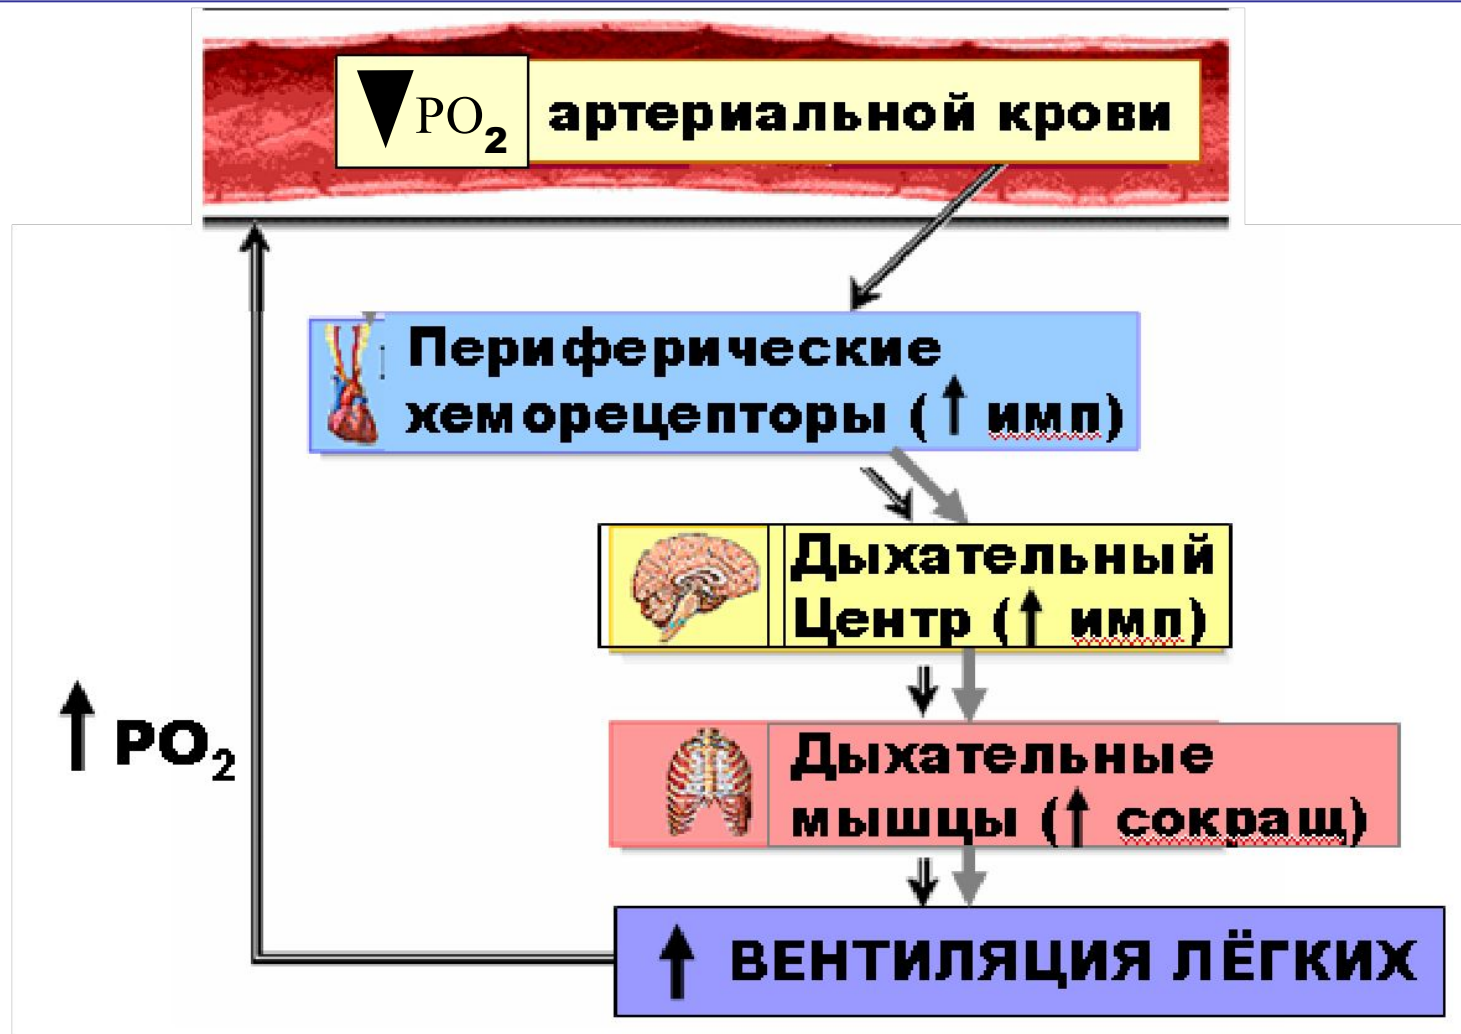 ▼PO₂ артериальной крови
Периферические
хеморецепторы (↑ имп)
Дыхательный
Центр (↑ имп)
↑ PO₂
Дыхательные
мышцы (↑ сокращ)
↑ ВЕНТИЛЯЦИЯ ЛЁГКИХ